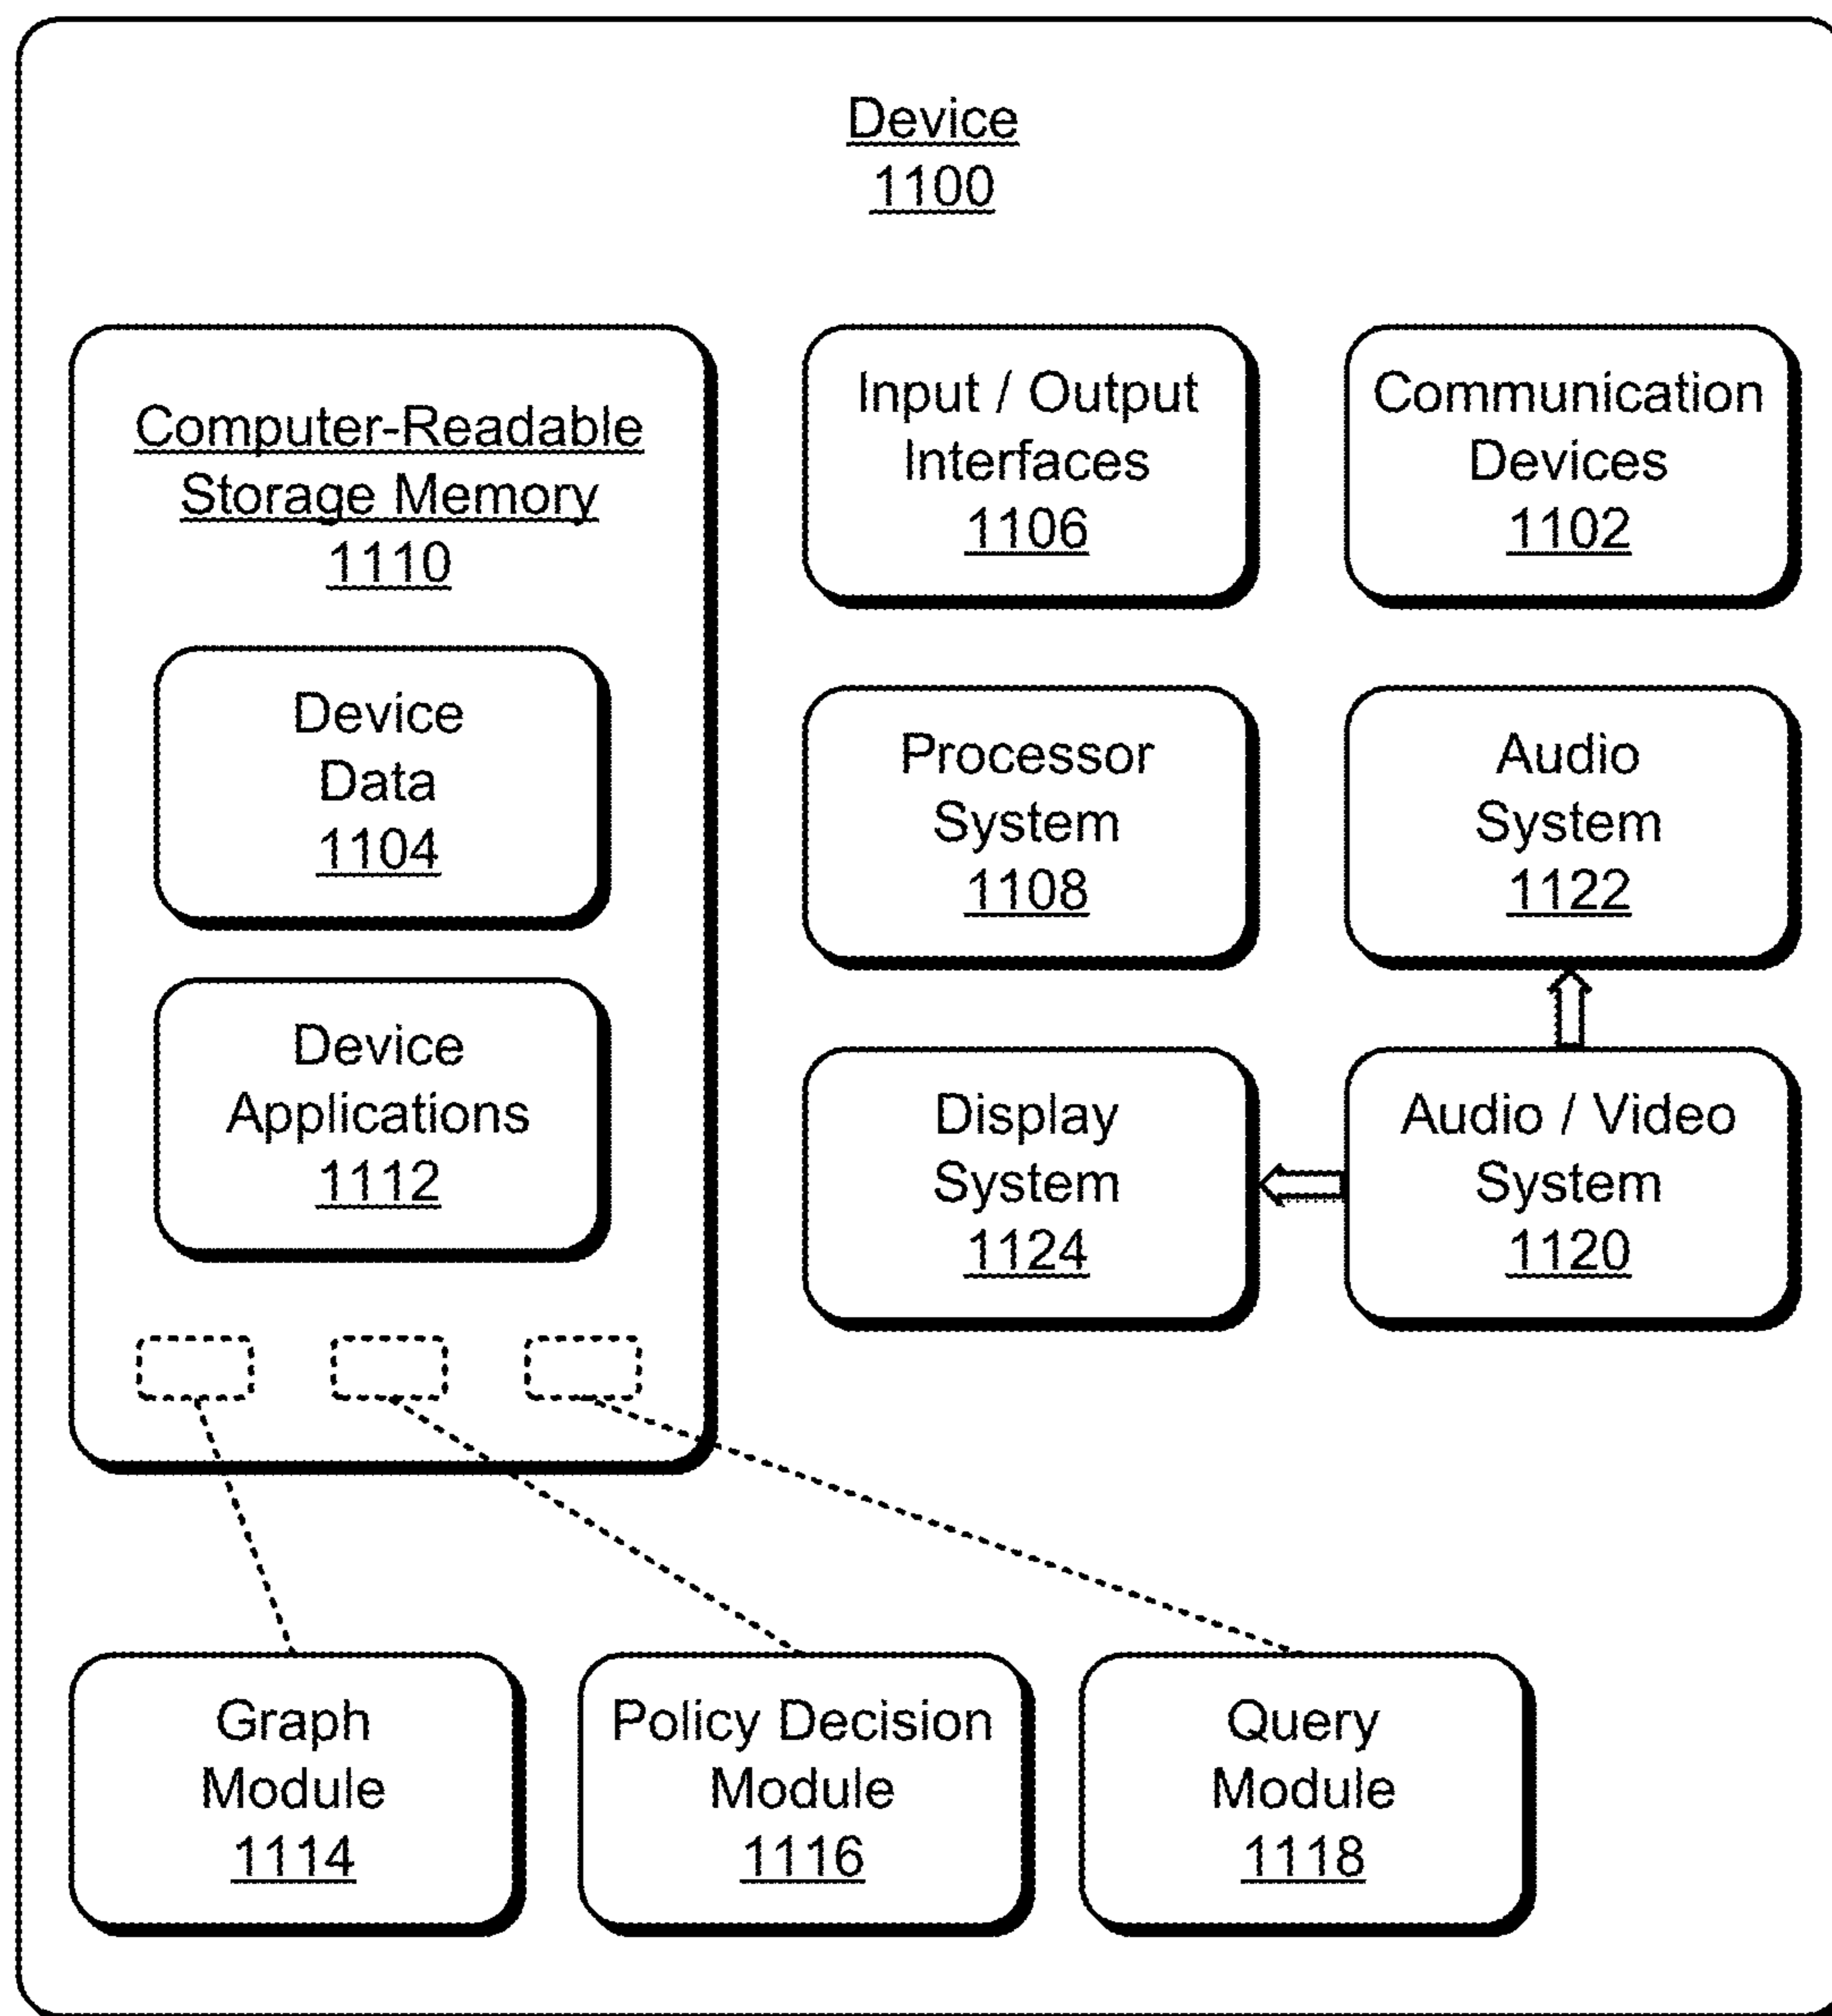 Device
1100
Computer-Readable
Storage Memory
1110
Device
Data
1104
Device
Applications
1112
Input / Output
Interfaces
1106
Communication
Devices
1102
Processor
System
1108
Audio
System
1122
Display
System
1124
Audio / Video
System
1120
Graph
Module
1114
Policy Decision
Module
1116
Query
Module
1118